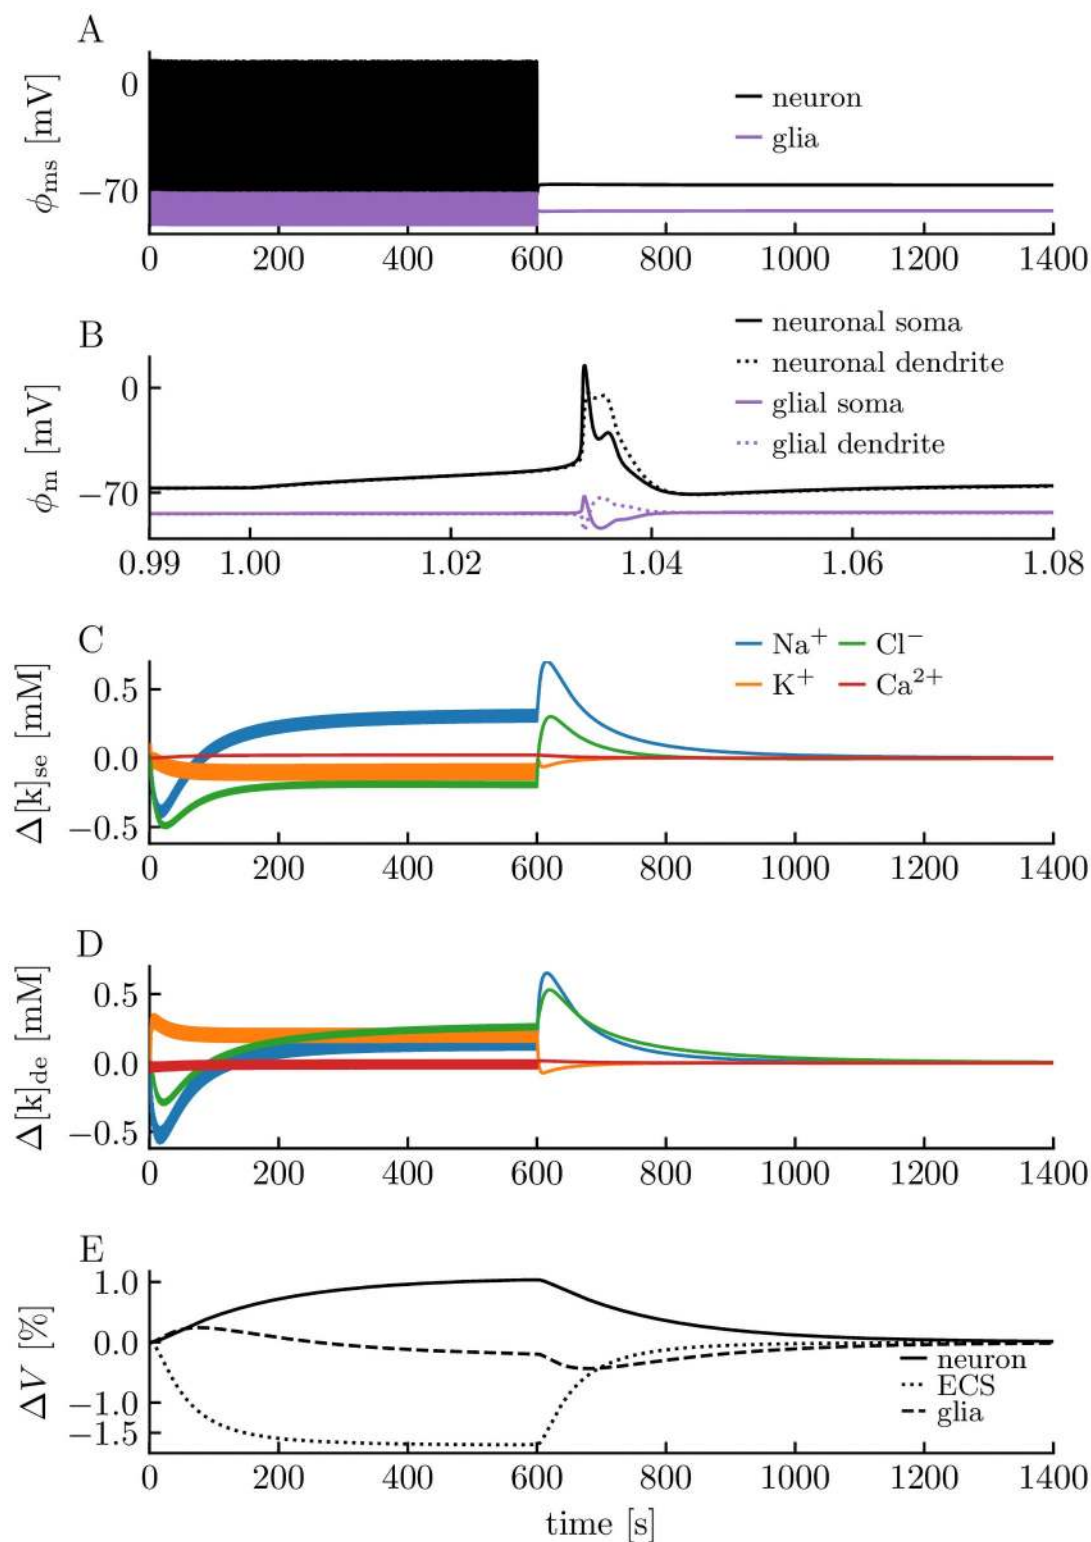 A
ϕms [mV]
0
−70
neuron
glia
0 200 400 600 800 1000 1200 1400
B
ϕm [mV]
0
−70
neuronal soma
neuronal dendrite
glial soma
glial dendrite
0.99 1.00 1.02 1.04 1.06 1.08
C
Δ[k]se [mM]
0.5
0.0
−0.5
Na+ Cl−
K+ Ca2+
0 200 400 600 800 1000 1200 1400
D
Δ[k]de [mM]
0.5
0.0
−0.5
0 200 400 600 800 1000 1200 1400
E
ΔV [%]
1.0
0.0
−1.0
−1.5
neuron
ECS
glia
0 200 400 600 800 1000 1200 1400
time [s]